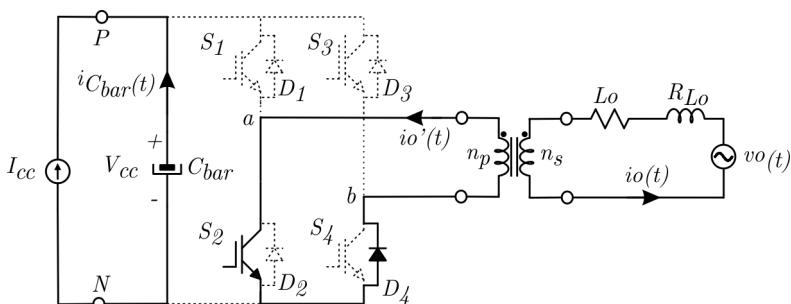 P
S1
S3
iCbar(t)
D1
D3
a
io'(t)
Lo
RLo
+
Icc
Vcc
Cbar
np
ns
vo(t)
-
b
io(t)
S2
S4
N
D2
D4